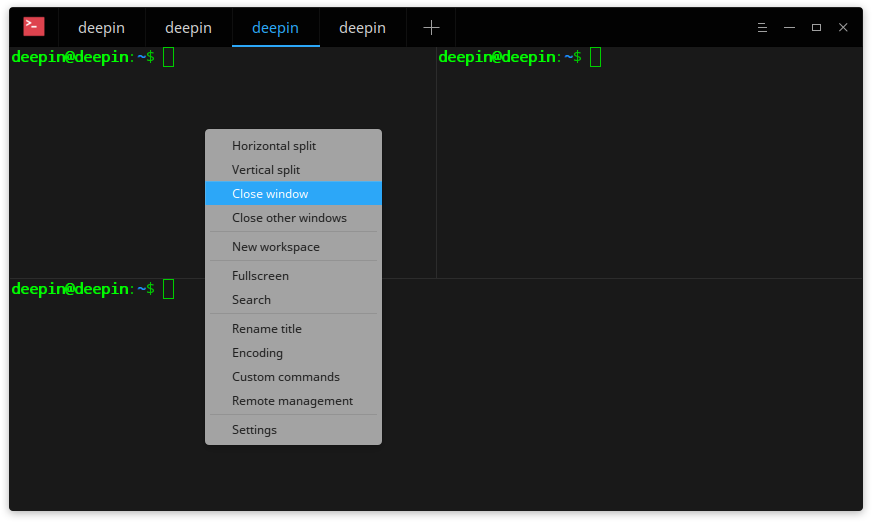 deepin deepin deepin deepin
deepin@deepin:~$ deepin@deepin:~$
Horizontal split
Vertical split
Close window
Close other windows
New workspace
Fullscreen
Search
deepin@deepin:~$
Rename title
Encoding
Custom commands
Remote management
Settings